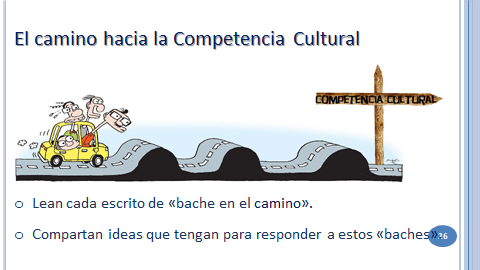 El camino hacia la Competencia Cultural
COMPETENCIA CULTURAL
Lean cada escrito de «bache en el camino».
Compartan ideas que tengan para responder a estos «baches».
26